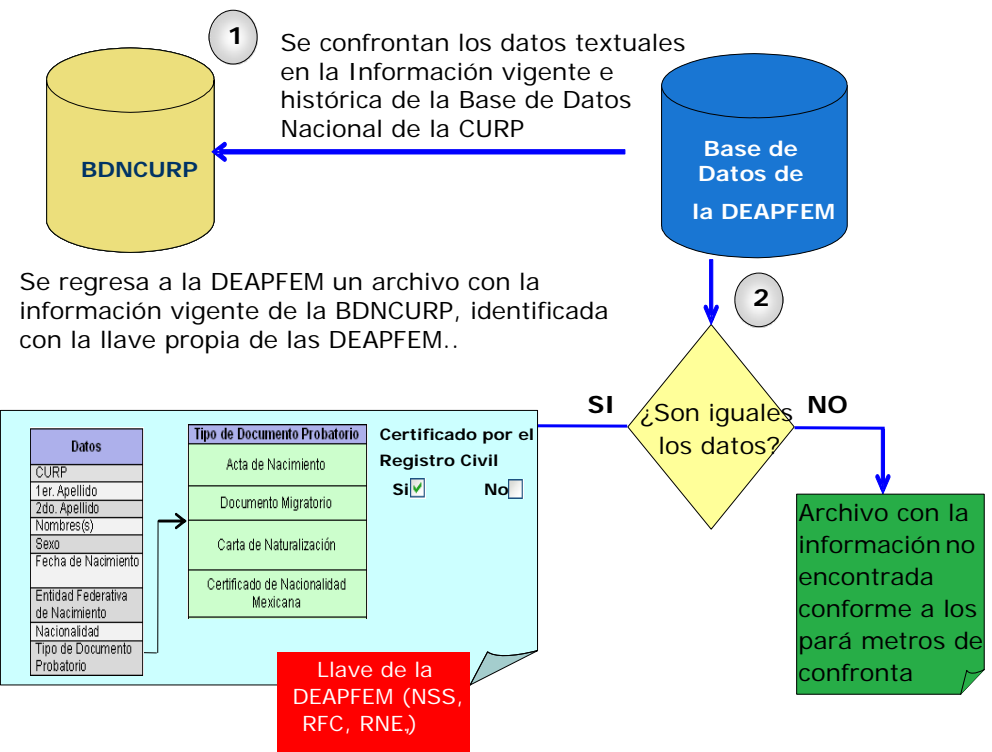 1
Se confrontan los datos textuales
en la Información vigente e
histórica de la Base de Datos
Nacional de la CURP
BDNCURP
Base de
Datos de
la DEAPFEM
Se regresa a la DEAPFEM un archivo con la
información vigente de la BDNCURP, identificada
con la llave propia de las DEAPFEM..
2
¿Son iguales
los datos?
SI
NO
Datos
CURP
1er. Apellido
2do. Apellido
Nombres(s)
Sexo
Fecha de Nacimiento
Entidad Federativa
de Nacimiento
Nacionalidad
Tipo de Documento
Probatorio
Tipo de Documento Probatorio
Acta de Nacimiento
Documento Migratorio
Carta de Naturalización
Certificado de Nacionalidad
Mexicana
Certificado por el
Registro Civil
Si No
Llave de la
DEAPFEM (NSS,
RFC, RNE,)
Archivo con la
información no
encontrada
conforme a los
pará metros de
confronta